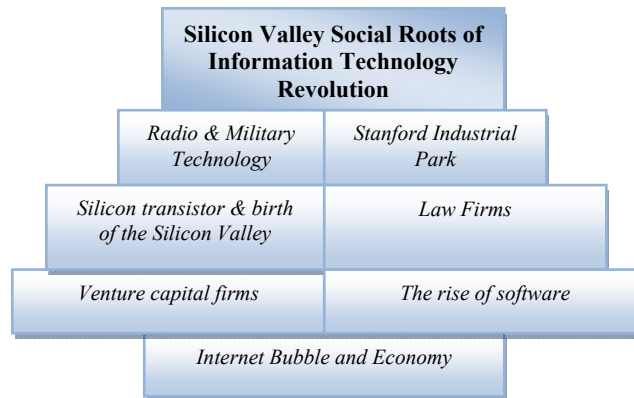 Silicon Valley Social Roots of
Information Technology
Revolution
Radio & Military
Technology
Stanford Industrial
Park
Silicon transistor & birth
of the Silicon Valley
Law Firms
Venture capital firms
The rise of software
Internet Bubble and Economy